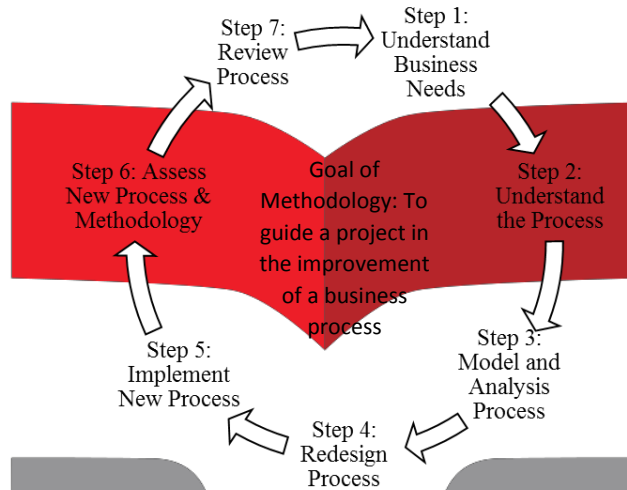 Step 7:
Review
Process
Step 1:
Understand
Business
Needs
Step 6: Assess
New Process &
Methodology
Goal of
Methodology: To
guide a project in
the improvement
of a business
process
Step 2:
Understand
the Process
Step 5:
Implement
New Process
Step 3:
Model and
Analysis
Process
Step 4:
Redesign
Process